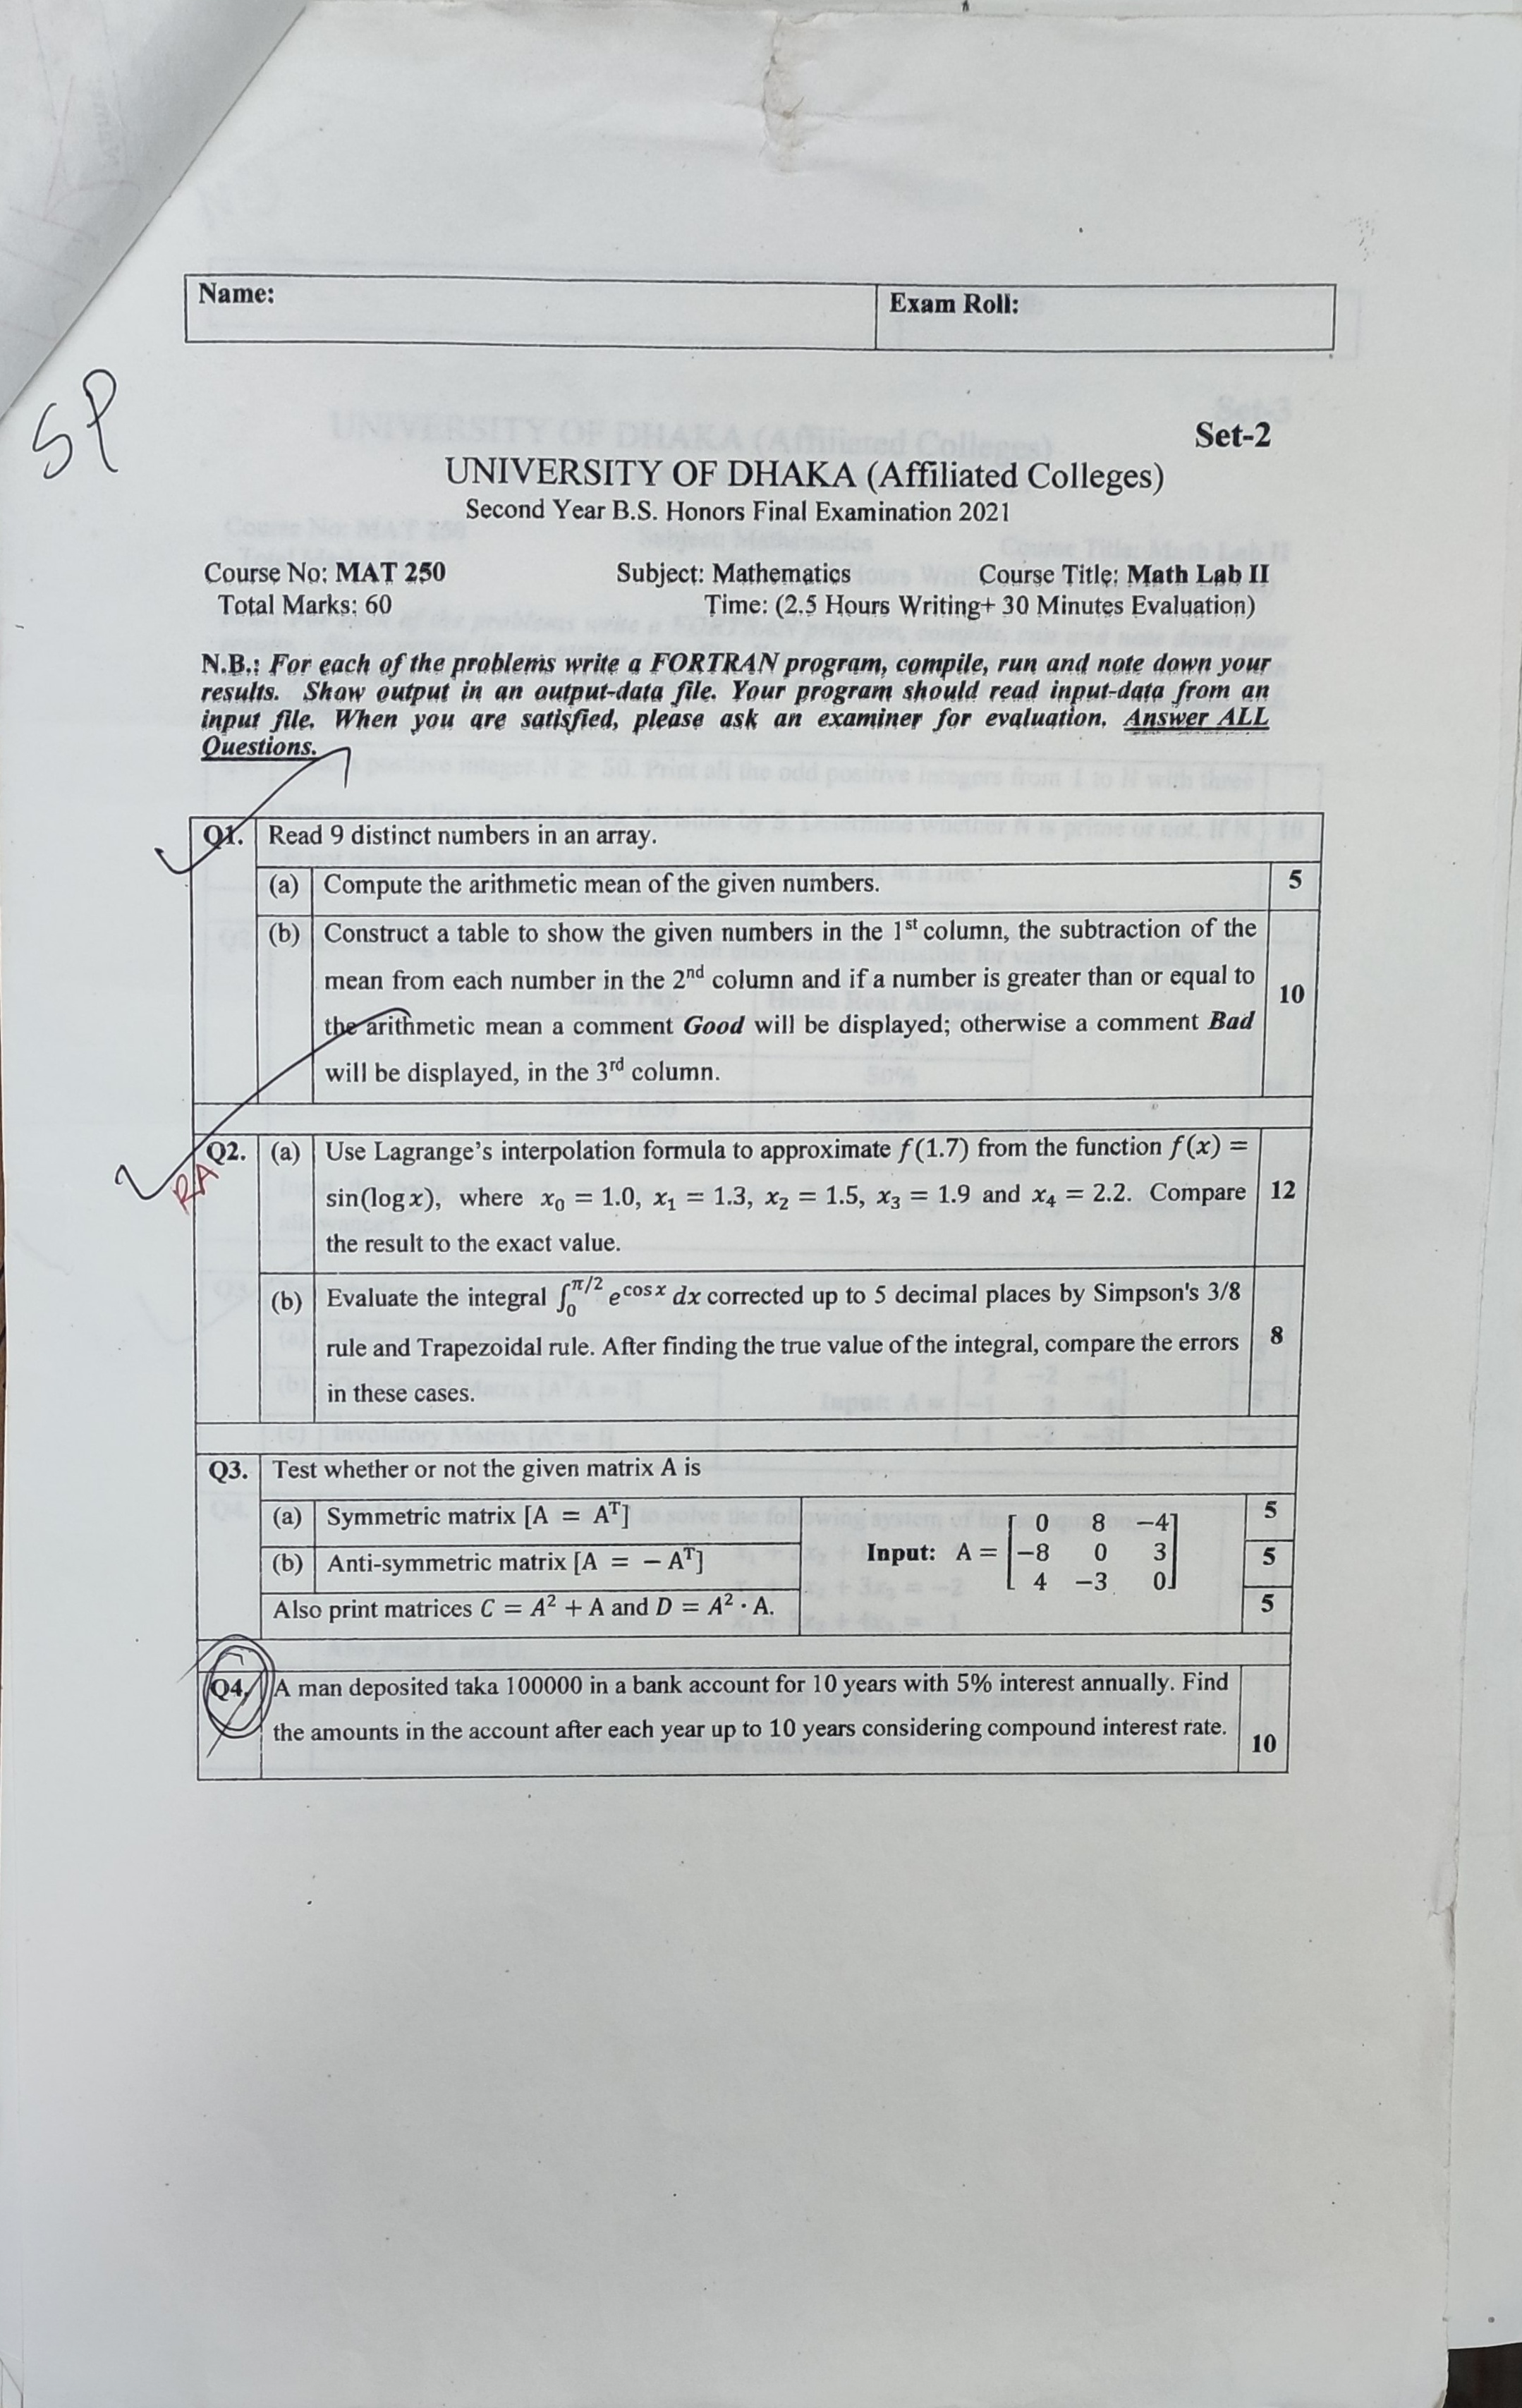 SP
Name:
Exam Roll:
Set-2
UNIVERSITY OF DHAKA (Affiliated Colleges)
Second Year B.S. Honors Final Examination 2021
Course No: MAT 250 Subject: Mathematics Course Title: Math Lab II
Total Marks: 60 Time: (2.5 Hours Writing+ 30 Minutes Evaluation)
N.B.: For each of the problems write a FORTRAN program, compile, run and note down your
results. Show output in an output-data file. Your program should read input-data from an
input file. When you are satisfied, please ask an examiner for evaluation. Answer ALL
Questions.
Q1. Read 9 distinct numbers in an array.
(a) Compute the arithmetic mean of the given numbers. 5
(b) Construct a table to show the given numbers in the 1st column, the subtraction of the
mean from each number in the 2nd column and if a number is greater than or equal to
10
the arithmetic mean a comment Good will be displayed; otherwise a comment Bad
will be displayed, in the 3rd column.
Q2. (a) Use Lagrange's interpolation formula to approximate f(1.7) from the function f(x) =
RA
sin(log x), where x₀ = 1.0, x₁ = 1.3, x₂ = 1.5, x₃ = 1.9 and x₄ = 2.2. Compare 12
the result to the exact value.
(b) Evaluate the integral ∫₀^π/2 e^cos x dx corrected up to 5 decimal places by Simpson's 3/8
rule and Trapezoidal rule. After finding the true value of the integral, compare the errors 8
in these cases.
Q3. Test whether or not the given matrix A is
(a) Symmetric matrix [A = Aᵀ] 5
(b) Anti-symmetric matrix [A = − Aᵀ] 5
Also print matrices C = A² + A and D = A² · A. 5
Input: A =
0 8 −4
−8 0 3
4 −3 0
Q4. A man deposited taka 100000 in a bank account for 10 years with 5% interest annually. Find
the amounts in the account after each year up to 10 years considering compound interest rate.
10